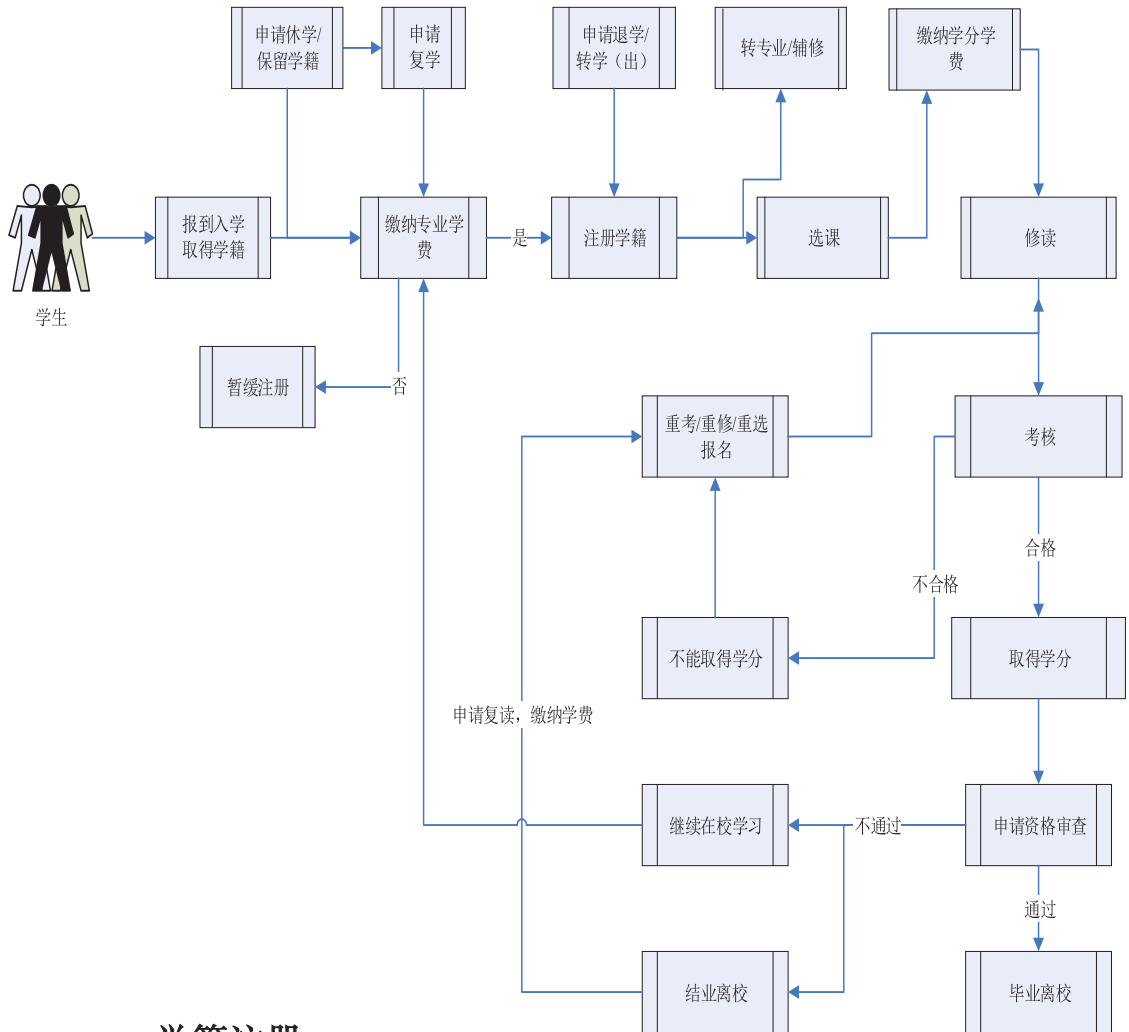 申请休学/
保留学籍
申请
复学
申请退学/
转学（出）
转专业/辅修
缴纳学分学
费
报到入学
取得学籍
缴纳专业学
费
是
注册学籍
选课
修读
学生
暂缓注册
否
重考/重修/重选
报名
考核
合格
不合格
不能取得学分
取得学分
申请复读，缴纳学费
继续在校学习
不通过
申请资格审查
通过
结业离校
毕业离校